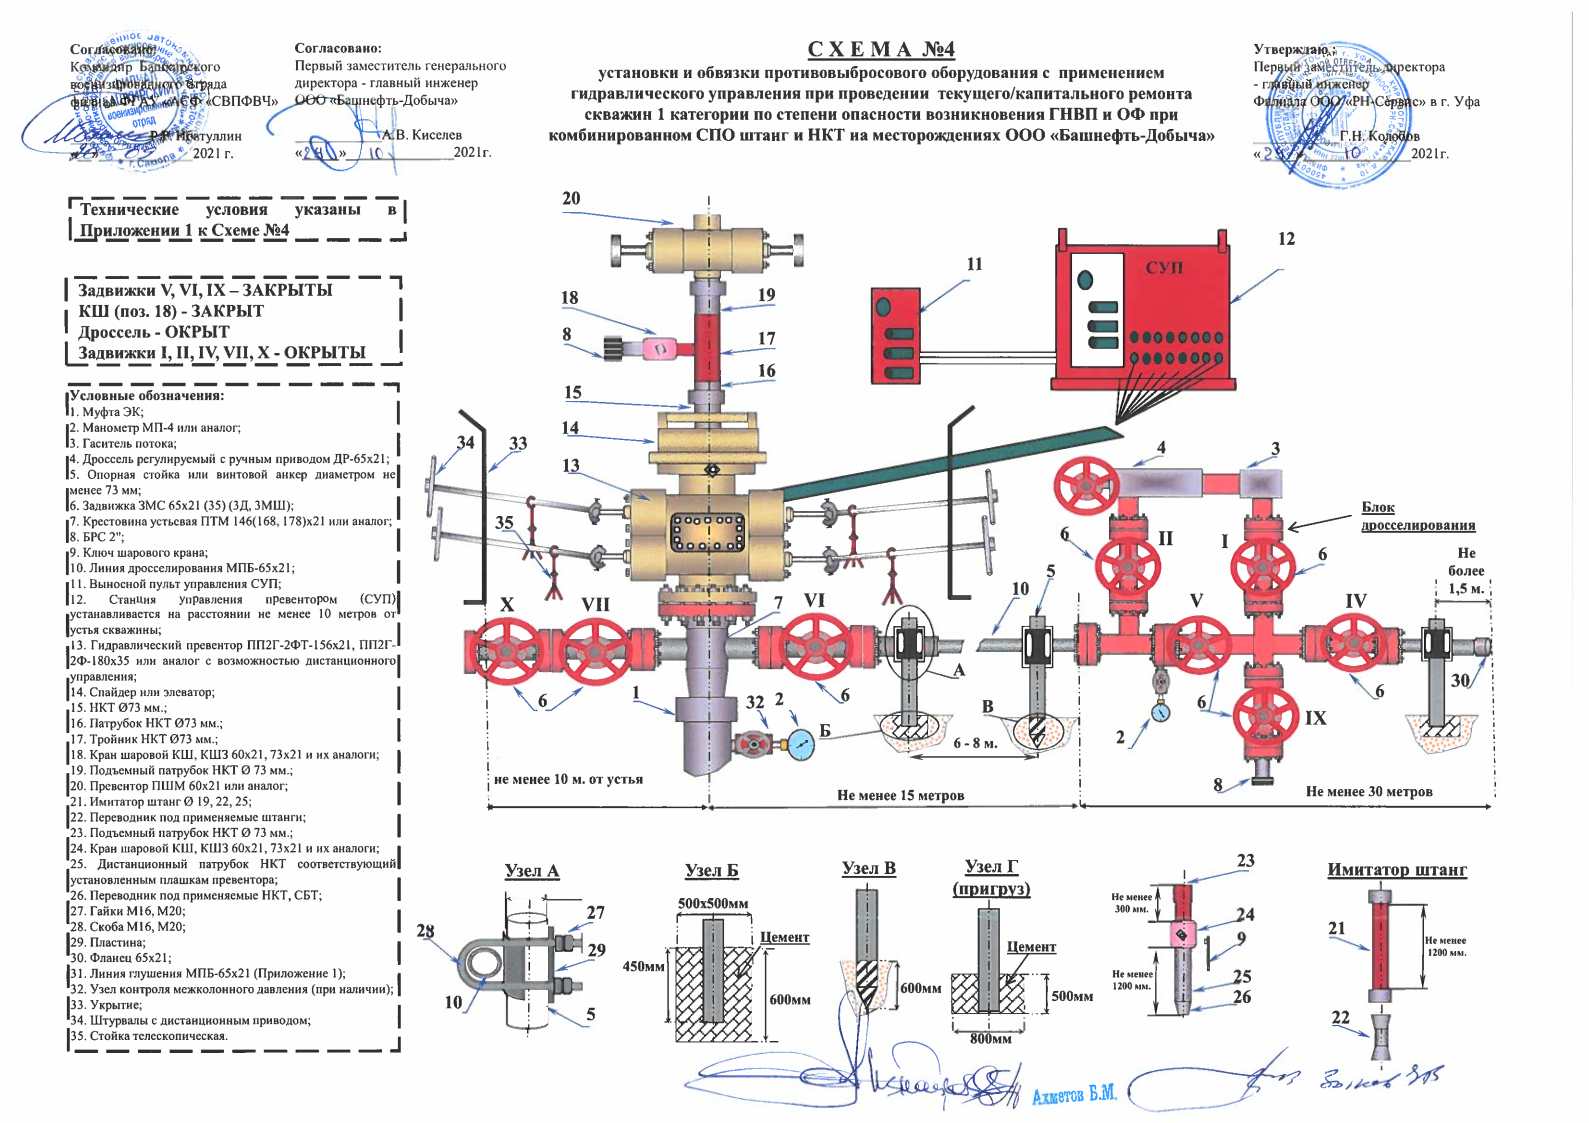 Согласовано:
Командир Башкирского
военизированного отряда
филиал ФГАУ «АСФ «СВПФВЧ»
Р.Р. Исатуллин
2021 г.
Согласовано:
Первый заместитель генерального
директора - главный инженер
ООО «Башнефть-Добыча»
А.В. Киселев
« » 10 2021г.
С Х Е М А №4
установки и обвязки противовыбросового оборудования с применением
гидравлического управления при проведении текущего/капитального ремонта
скважин 1 категории по степени опасности возникновения ГНВП и ОФ при
комбинированном СПО штанг и НКТ на месторождениях ООО «Башнефть-Добыча»
Утверждаю :
Первый заместитель директора
- главный инженер
Филиала ООО «РН-Сервис» в г. Уфа
Г.Н. Колобов
« » 10 2021г.
Технические условия указаны в
Приложении 1 к Схеме №4
Задвижки V, VI, IX – ЗАКРЫТЫ
КШ (поз. 18) - ЗАКРЫТ
Дроссель - ОКРЫТ
Задвижки I, II, IV, VII, X - ОКРЫТЫ
Условные обозначения:
1. Муфта ЭК;
2. Манометр МП-4 или аналог;
3. Гаситель потока;
4. Дроссель регулируемый с ручным приводом ДР-65х21;
5. Опорная стойка или винтовой анкер диаметром не
менее 73 мм;
6. Задвижка ЗМС 65х21 (35) (3Д, ЗМШ);
7. Крестовина устьевая ПТМ 146(168, 178)х21 или аналог;
8. БРС 2";
9. Ключ шарового крана;
10. Линия дросселирования МПБ-65х21;
11. Выносной пульт управления СУП;
12. Станция управления превентором (СУП)
устанавливается на расстоянии не менее 10 метров от
устья скважины;
13. Гидравлический превентор ПП2Г-2ФТ-156х21, ПП2Г-
2Ф-180х35 или аналог с возможностью дистанционного
управления;
14. Спайдер или элеватор;
15. НКТ Ø73 мм.;
16. Патрубок НКТ Ø73 мм.;
17. Тройник НКТ Ø73 мм.;
18. Кран шаровой КШ, КШЗ 60х21, 73х21 и их аналоги;
19. Подъемный патрубок НКТ Ø 73 мм.;
20. Превентор ПШМ 60х21 или аналог;
21. Имитатор штанг Ø 19, 22, 25;
22. Переводник под применяемые штанги;
23. Подъемный патрубок НКТ Ø 73 мм.;
24. Кран шаровой КШ, КШЗ 60х21, 73х21 и их аналоги;
25. Дистанционный патрубок НКТ соответствующий
установленным плашкам превентора;
26. Переводник под применяемые НКТ, СБТ;
27. Гайки М16, М20;
28. Скоба М16, М20;
29. Пластина;
30. Фланец 65х21;
31. Линия глушения МПБ-65х21 (Приложение 1);
32. Узел контроля межколонного давления (при наличии);
33. Укрытие;
34. Штурвалы с дистанционным приводом;
35. Стойка телескопическая.
20
19
18
8
17
16
15
14
13
34
33
35
11
12
СУП
4
3
Блок
дросселирования
6
II
I
6
Не
более
1,5 м.
X
VII
7
VI
10
5
V
IV
А
6
1
32
2
6
Б
В
6 - 8 м.
2
6
IX
6
30
8
не менее 10 м. от устья
Не менее 15 метров
Не менее 30 метров
Узел А
27
28
29
10
5
Узел Б
500х500мм
Цемент
450мм
600мм
Узел В
600мм
Узел Г
(пригруз)
Цемент
500мм
800мм
23
Не менее
300 мм.
24
9
Не менее
1200 мм.
25
26
Имитатор штанг
21
Не менее
1200 мм.
22
Ахметов Б.М.